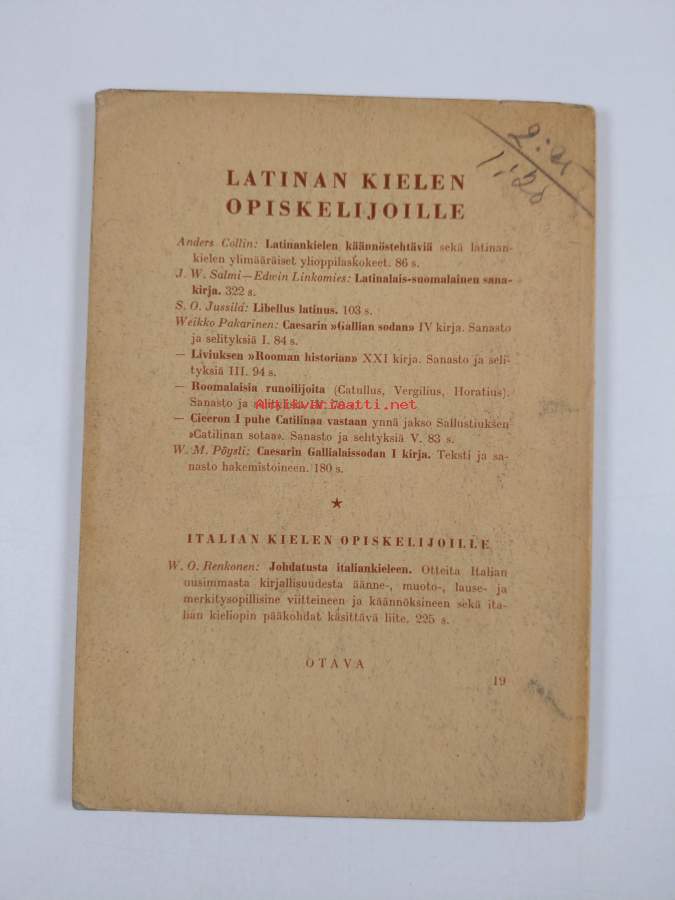 2:20
1:20
LATINAN KIELEN
OPISKELIJOILLE
Anders Collin: Latinankielen käännöstehtäviä sekä latinan-
kielen ylimääräiset ylioppilaskokeet. 86 s.
J. W. Salmi—Edwin Linkomies: Latinalais-suomalainen sana-
kirja. 322 s.
S. O. Jussila: Libellus latinus. 103 s.
Weikko Pakarinen: Caesarin »Gallian sodan» IV kirja. Sanasto
ja selityksiä I. 84 s.
— Liviuksen »Rooman historian» XXI kirja. Sanasto ja seli-
tyksiä III. 94 s.
— Roomalaisia runoilijoita (Catullus, Vergilius, Horatius).
Sanasto ja
Antikvariaatti.net
— Ciceron I puhe Catilinaa vastaan ynnä jakso Sallustiuksen
»Catilinan sotaa». Sanasto ja selityksiä V. 83 s.
W. M. Pöysti: Caesarin Gallialaissodan I kirja. Teksti ja sa-
nasto hakemistoineen. 180 s.
ITALIAN KIELEN OPISKELIJOILLE
W. O. Renkonen: Johdatusta italiankieleen. Otteita Italian
uusimmasta kirjallisuudesta äänne-, muoto-, lause- ja
merkitysopillisine viitteineen ja käännöksineen sekä ita-
lian kieliopin pääkohdat käsittävä liite. 225 s.
OTAVA
19